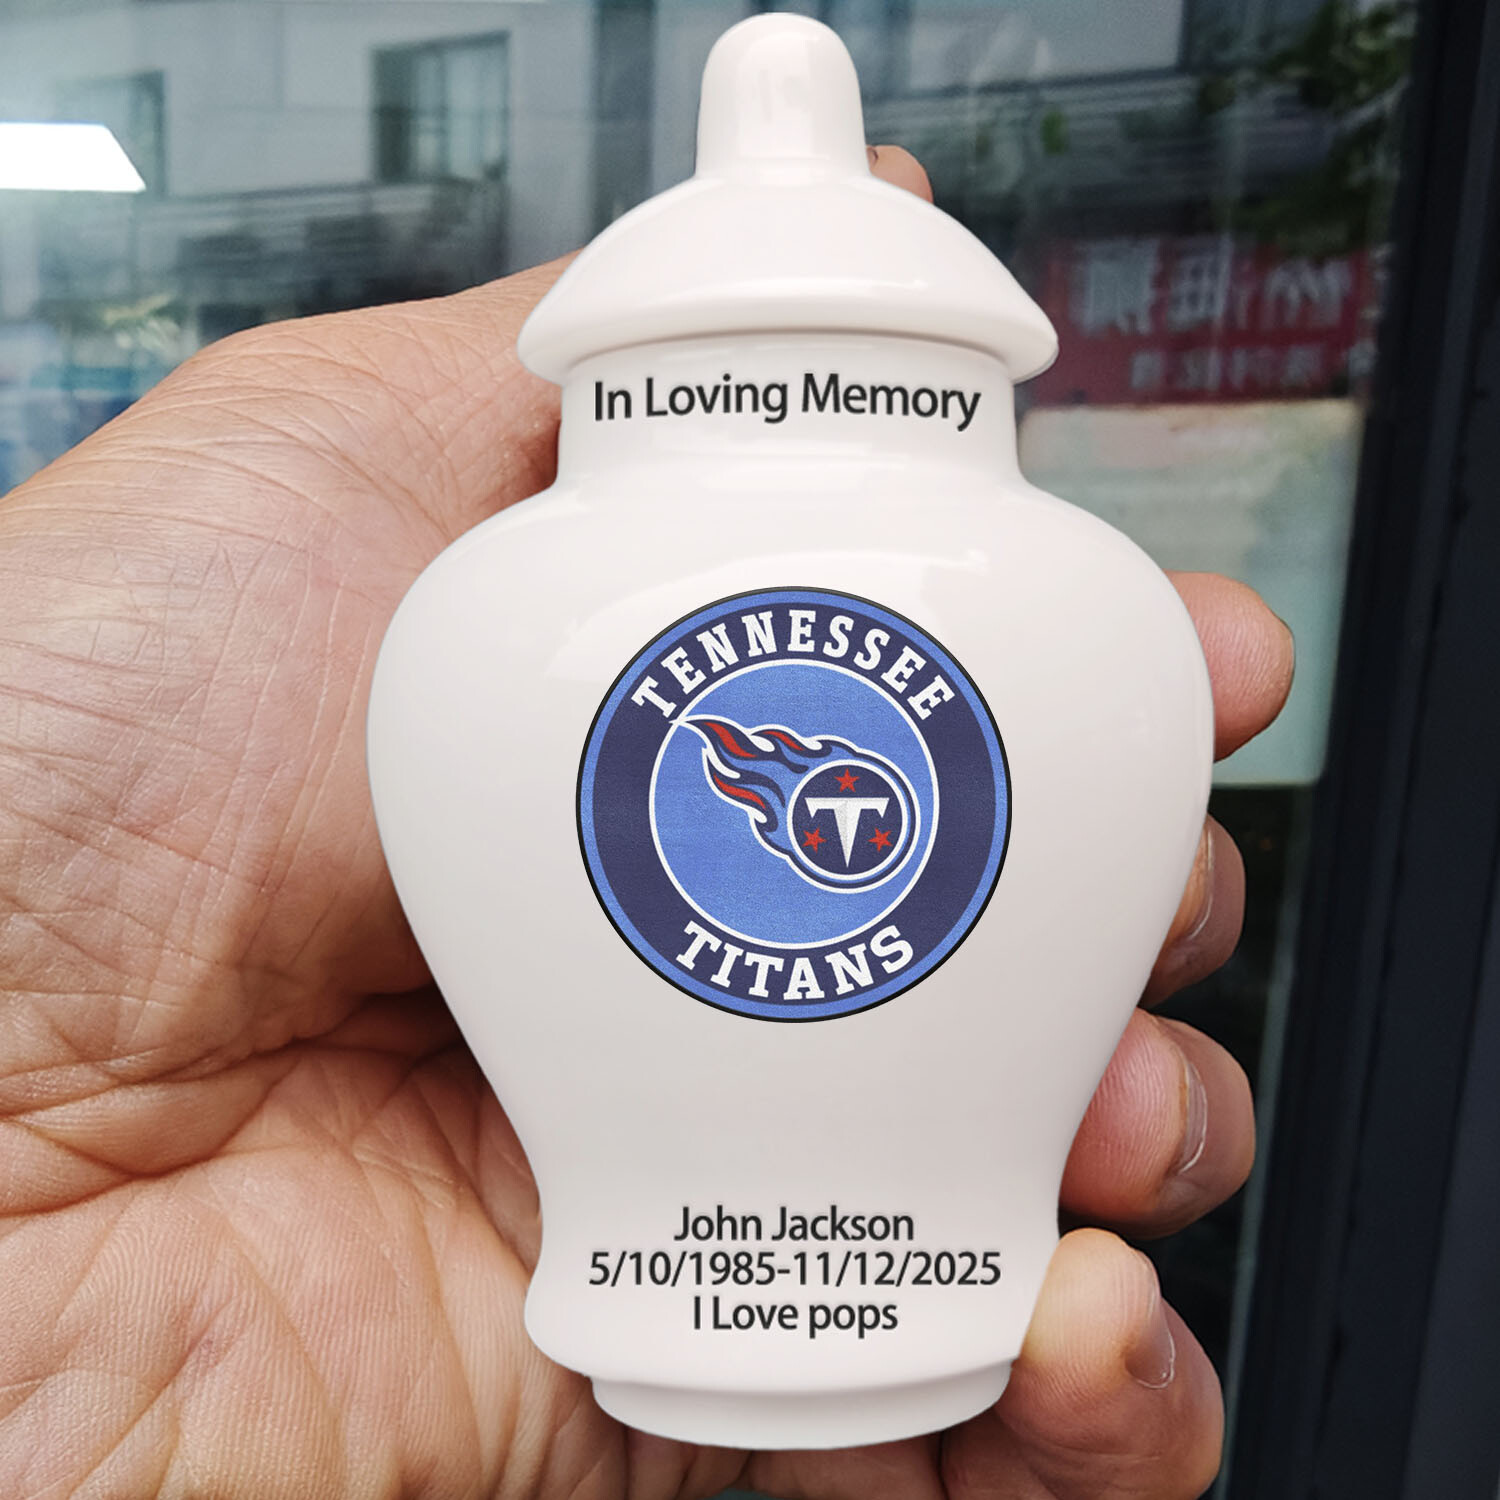 In Loving Memory
TENNESSEE
T
TITANS
John Jackson
5/10/1985-11/12/2025
I Love pops